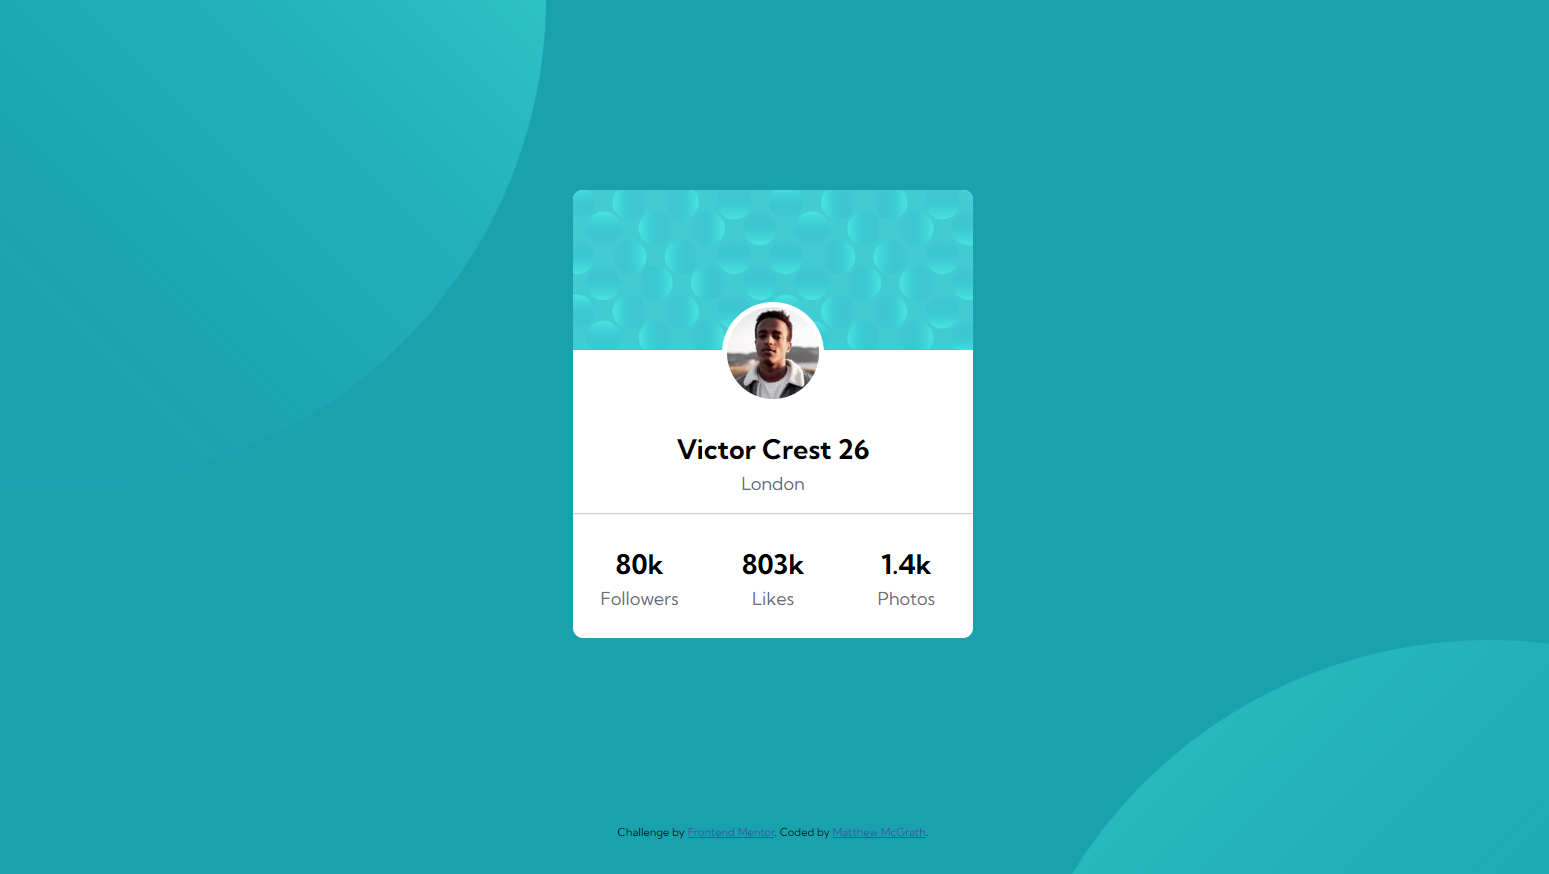 Victor Crest 26
London
80k 803k 1.4k
Followers Likes Photos
Challenge by Frontend Mentor. Coded by Matthew McGrath.